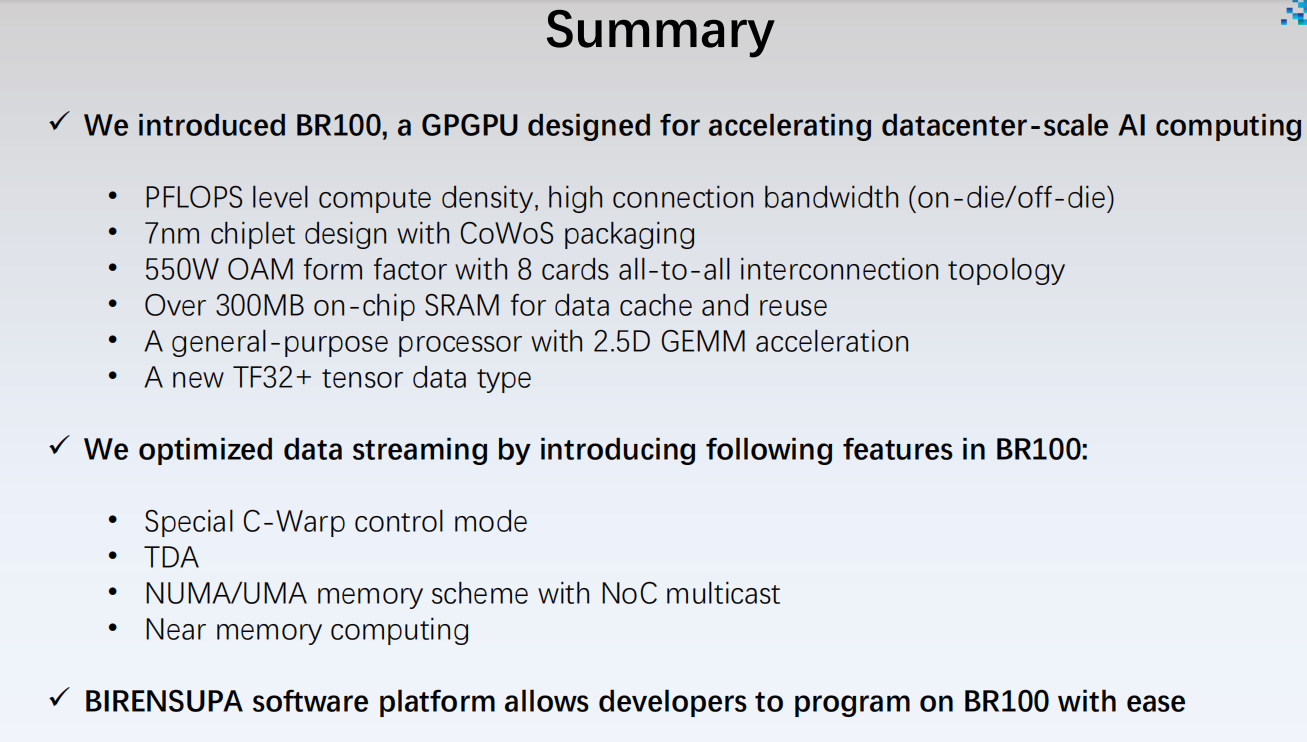 Summary
✓ We introduced BR100, a GPGPU designed for accelerating datacenter-scale AI computing
• PFLOPS level compute density, high connection bandwidth (on-die/off-die)
• 7nm chiplet design with CoWoS packaging
• 550W OAM form factor with 8 cards all-to-all interconnection topology
• Over 300MB on-chip SRAM for data cache and reuse
• A general-purpose processor with 2.5D GEMM acceleration
• A new TF32+ tensor data type
✓ We optimized data streaming by introducing following features in BR100:
• Special C-Warp control mode
• TDA
• NUMA/UMA memory scheme with NoC multicast
• Near memory computing
✓ BIRENSUPA software platform allows developers to program on BR100 with ease